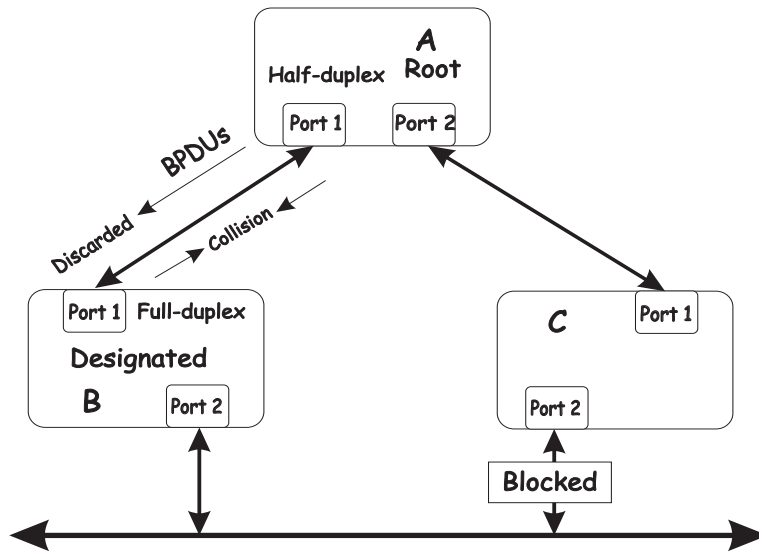 A
Half-duplex Root
Port 1 Port 2
BPDUs
Discarded
Collision
Port 1 Full-duplex
Designated
B
Port 2
C
Port 1
Port 2
Blocked